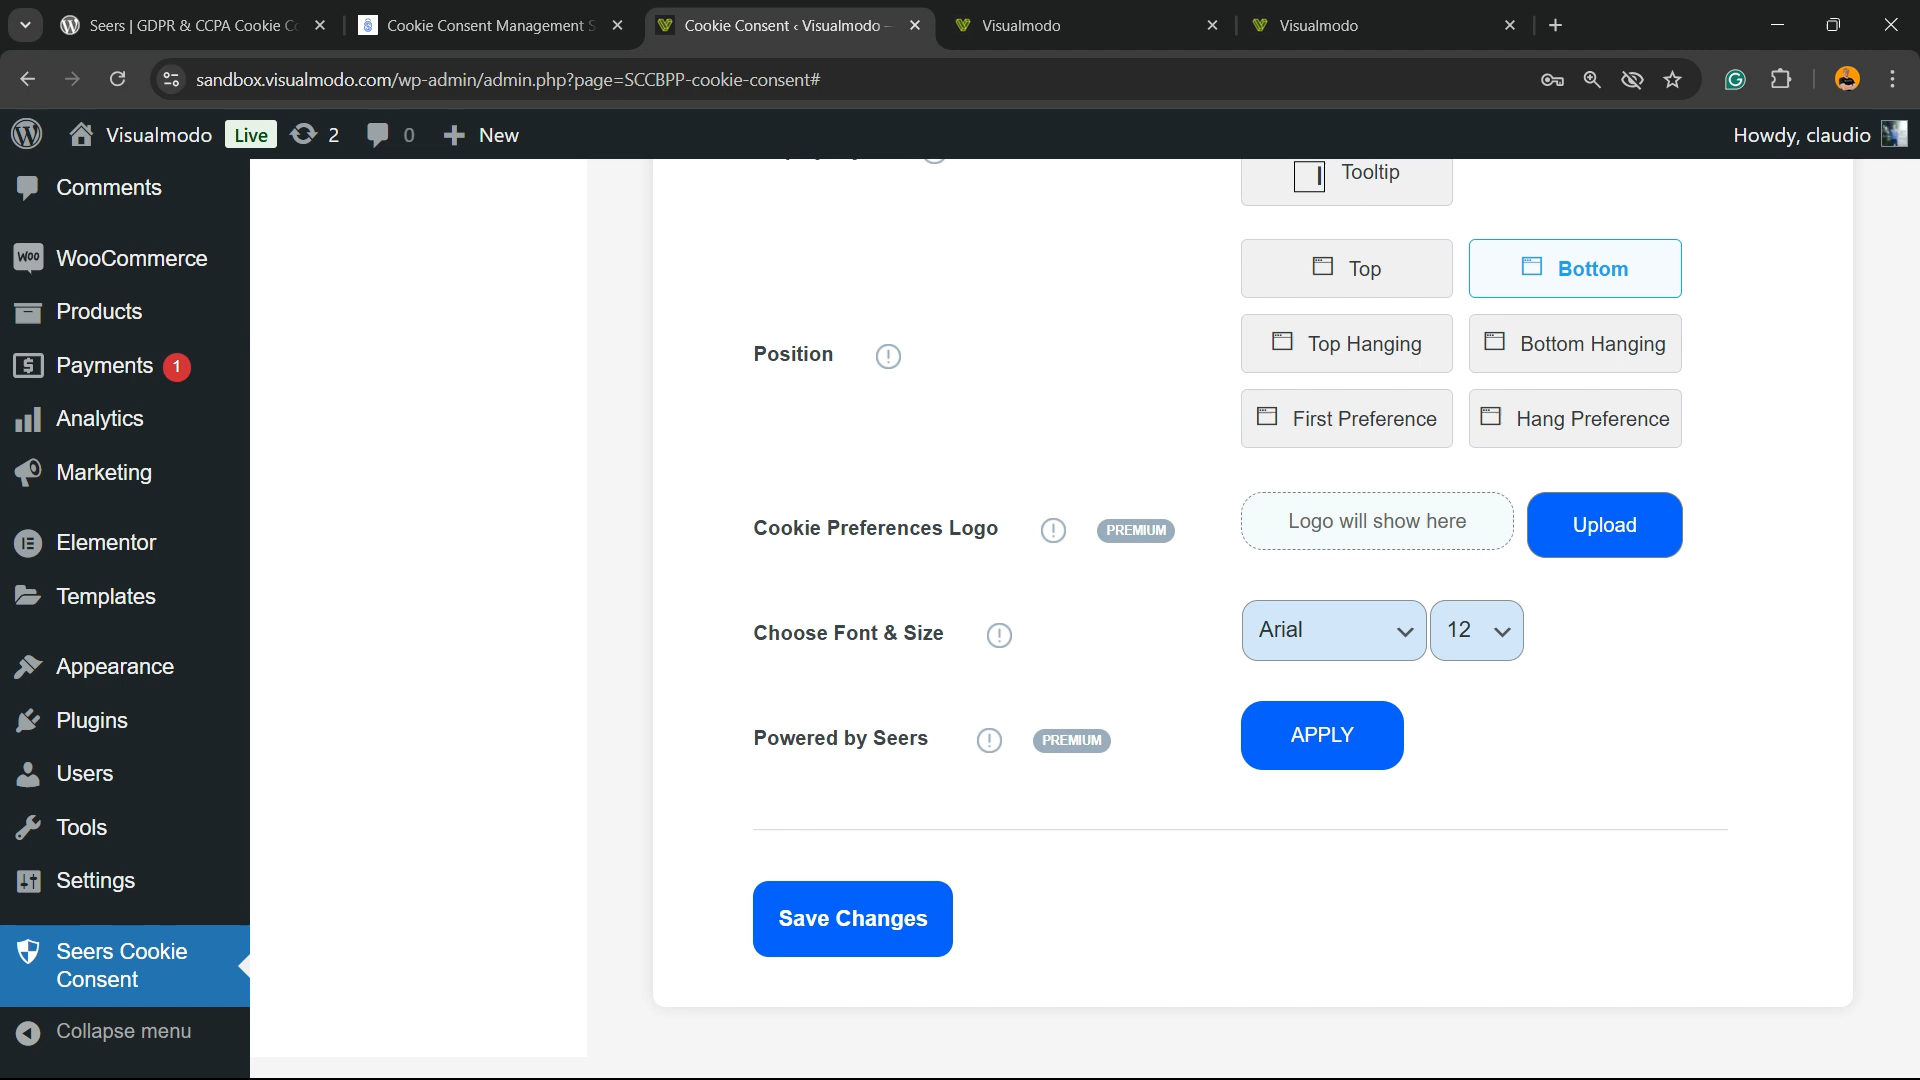 Seers | GDPR & CCPA Cookie Co
Cookie Consent Management S
Cookie Consent ‹ Visualmodo –
Visualmodo
Visualmodo
sandbox.visualmodo.com/wp-admin/admin.php?page=SCCBPP-cookie-consent#
Visualmodo
Live
2
0
New
Howdy, claudio
Comments
WooCommerce
Products
Payments 1
Analytics
Marketing
Elementor
Templates
Appearance
Plugins
Users
Tools
Settings
Seers Cookie
Consent
Collapse menu
Tooltip
Position
Top
Bottom
Top Hanging
Bottom Hanging
First Preference
Hang Preference
Cookie Preferences Logo
PREMIUM
Logo will show here
Upload
Choose Font & Size
Arial
12
Powered by Seers
PREMIUM
APPLY
Save Changes